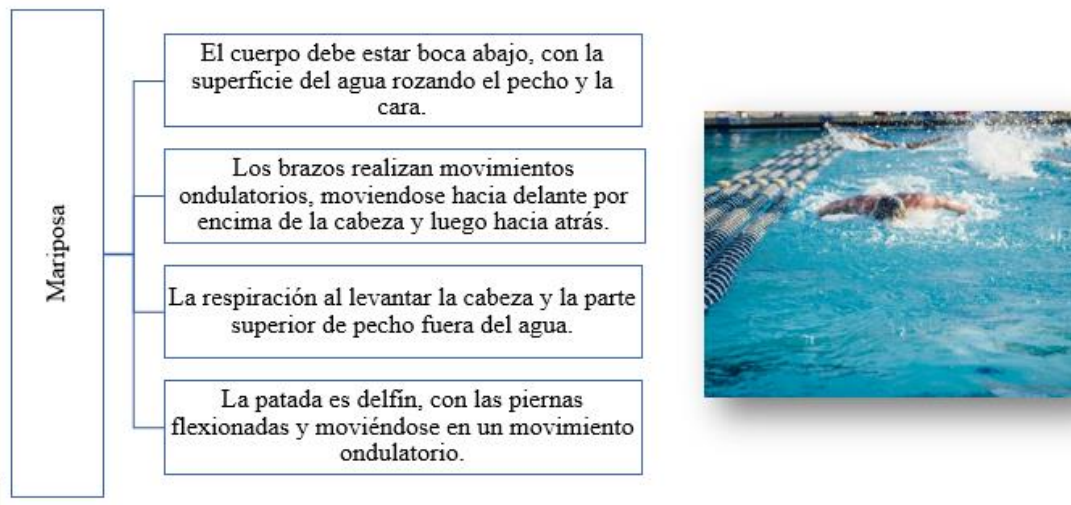 Mariposa
El cuerpo debe estar boca abajo, con la
superficie del agua rozando el pecho y la
cara.
Los brazos realizan movimientos
ondulatorios, moviendose hacia delante por
encima de la cabeza y luego hacia atrás.
La respiración al levantar la cabeza y la parte
superior de pecho fuera del agua.
La patada es delfín, con las piernas
flexionadas y moviéndose en un movimiento
ondulatorio.